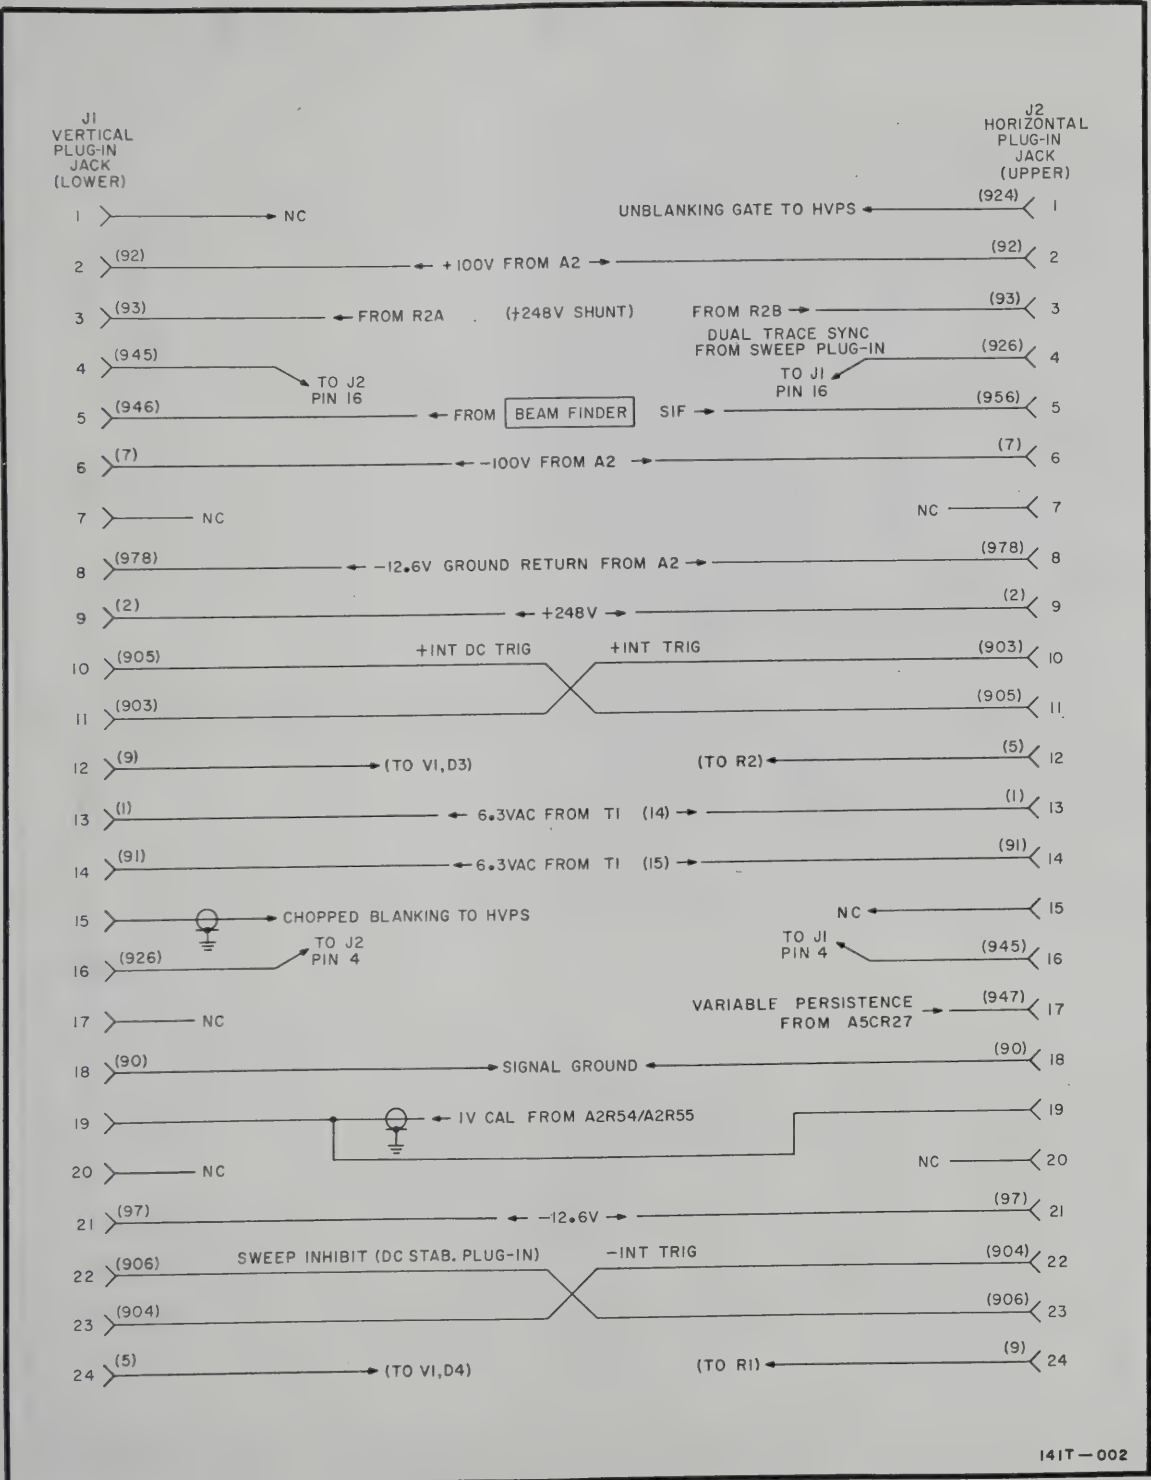 J1
VERTICAL
PLUG-IN
JACK
(LOWER)
J2
HORIZONTAL
PLUG-IN
JACK
(UPPER)
1 NC UNBLANKING GATE TO HVPS (924) 1
2 (92) +100V FROM A2 (92) 2
3 (93) FROM R2A (+248V SHUNT) FROM R2B (93) 3
DUAL TRACE SYNC
FROM SWEEP PLUG-IN
4 (945) TO J2 PIN 16 TO J1 PIN 16 (926) 4
5 (946) FROM BEAM FINDER SIF (956) 5
6 (7) -100V FROM A2 (7) 6
7 NC NC 7
8 (978) -12.6V GROUND RETURN FROM A2 (978) 8
9 (2) +248V (2) 9
10 (905) +INT DC TRIG +INT TRIG (903) 10
11 (903) (905) 11
12 (9) (TO V1,D3) (TO R2) (5) 12
13 (1) 6.3VAC FROM T1 (14) (1) 13
14 (91) 6.3VAC FROM T1 (15) (91) 14
15 CHOPPED BLANKING TO HVPS NC 15
16 (926) TO J2 PIN 4 TO J1 PIN 4 (945) 16
17 NC VARIABLE PERSISTENCE FROM A5CR27 (947) 17
18 (90) SIGNAL GROUND (90) 18
19 1V CAL FROM A2R54/A2R55 19
20 NC NC 20
21 (97) -12.6V (97) 21
22 (906) SWEEP INHIBIT (DC STAB. PLUG-IN) -INT TRIG (904) 22
23 (904) (906) 23
24 (5) (TO V1,D4) (TO R1) (9) 24
141T-002